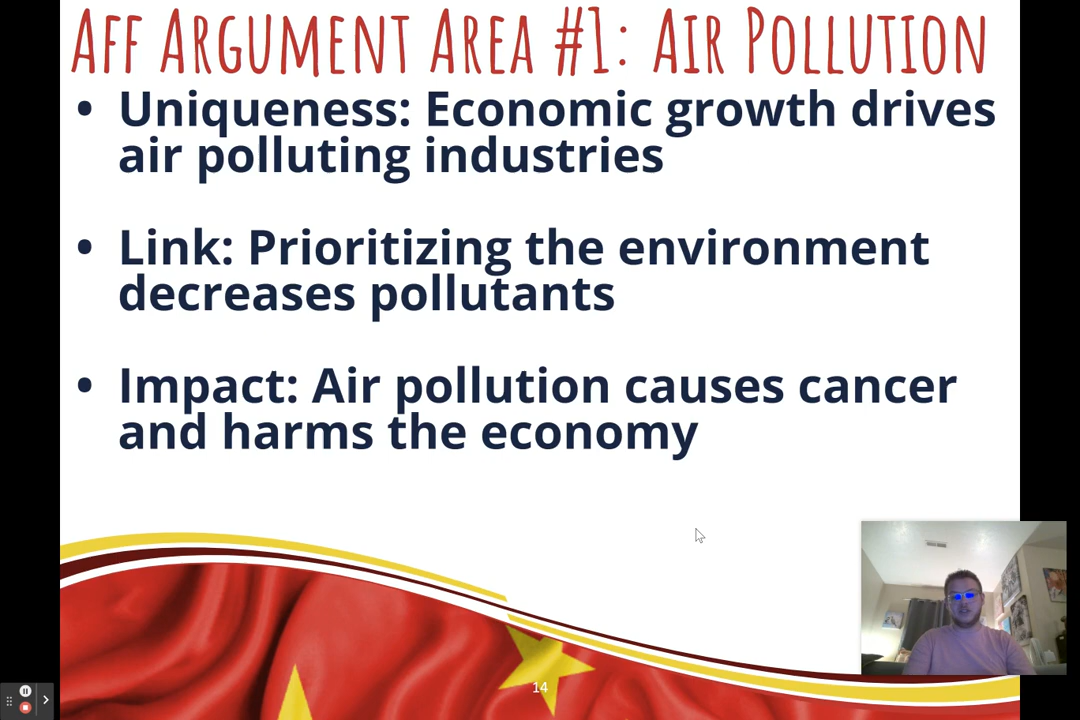 AFF ARGUMENT AREA #1: AIR POLLUTION
• Uniqueness: Economic growth drives
air polluting industries
• Link: Prioritizing the environment
decreases pollutants
• Impact: Air pollution causes cancer
and harms the economy
14